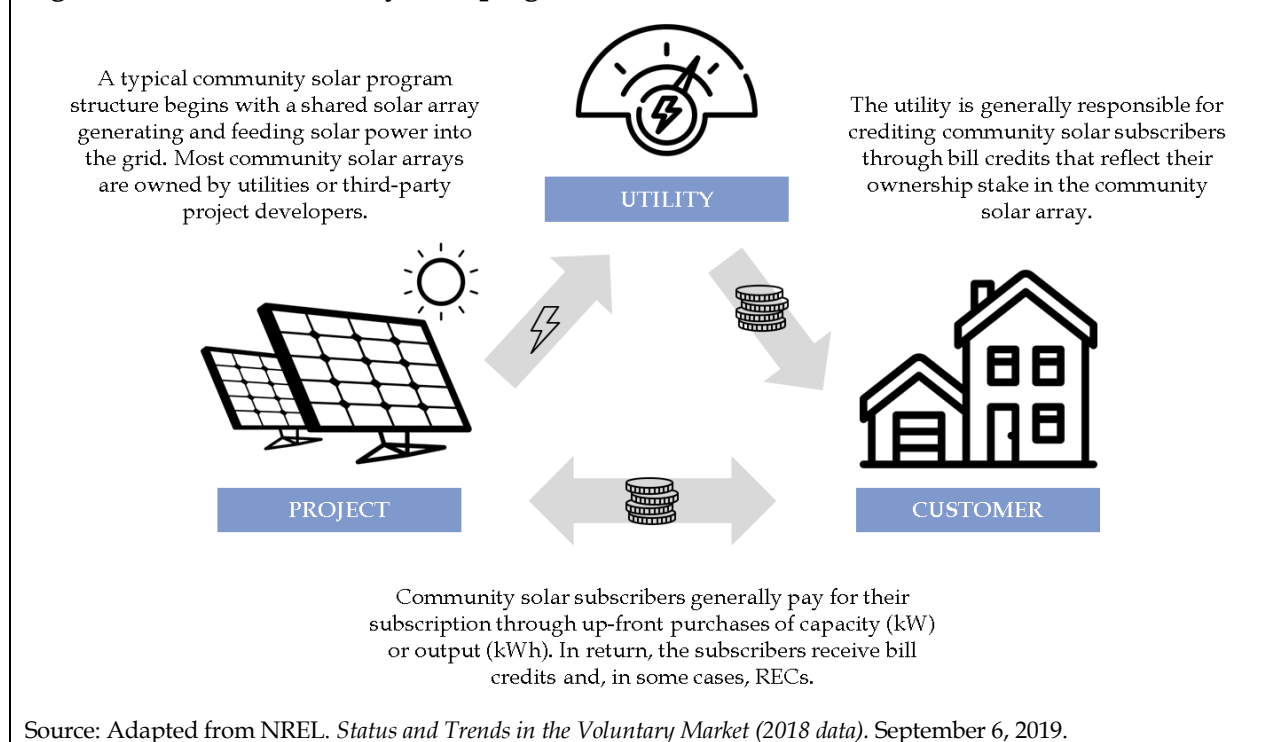 A typical community solar program
structure begins with a shared solar array
generating and feeding solar power into
the grid. Most community solar arrays
are owned by utilities or third-party
project developers.
UTILITY
The utility is generally responsible for
crediting community solar subscribers
through bill credits that reflect their
ownership stake in the community
solar array.
PROJECT
CUSTOMER
Community solar subscribers generally pay for their
subscription through up-front purchases of capacity (kW)
or output (kWh). In return, the subscribers receive bill
credits and, in some cases, RECs.
Source: Adapted from NREL. Status and Trends in the Voluntary Market (2018 data). September 6, 2019.